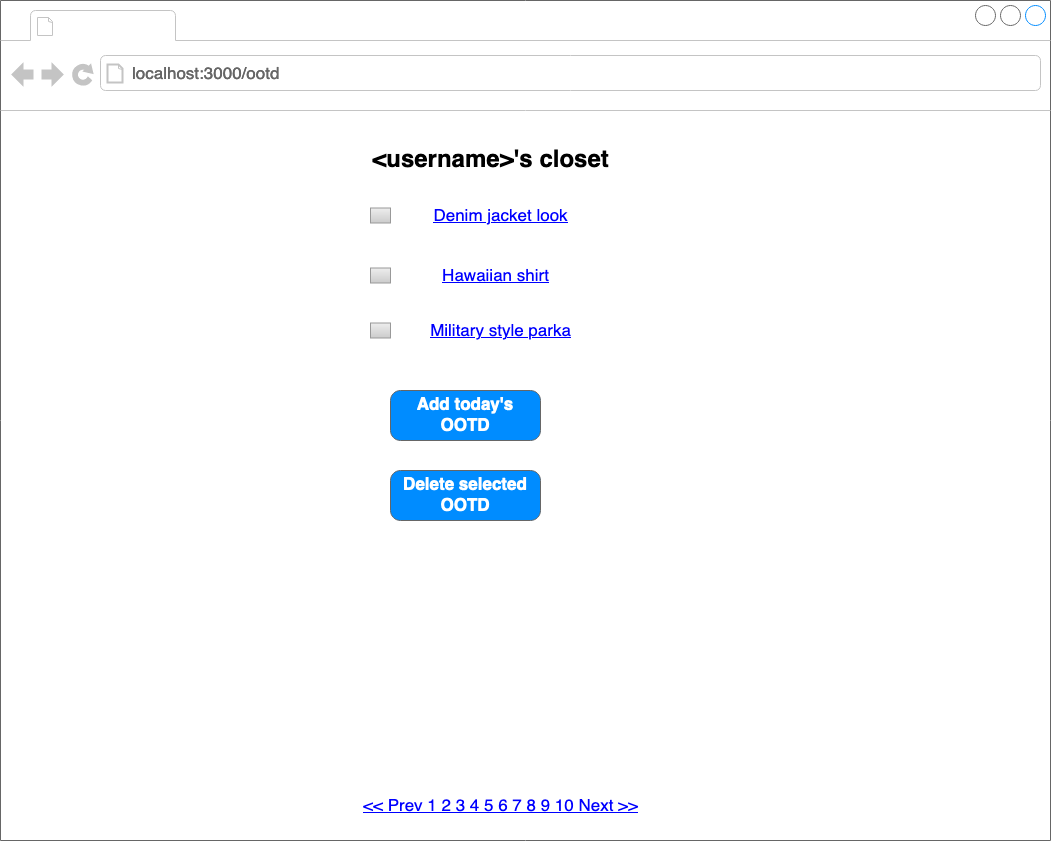 localhost:3000/ootd
<username>'s closet
Denim jacket look
Hawaiian shirt
Military style parka
Add today's
OOTD
Delete selected
OOTD
<< Prev 1 2 3 4 5 6 7 8 9 10 Next >>